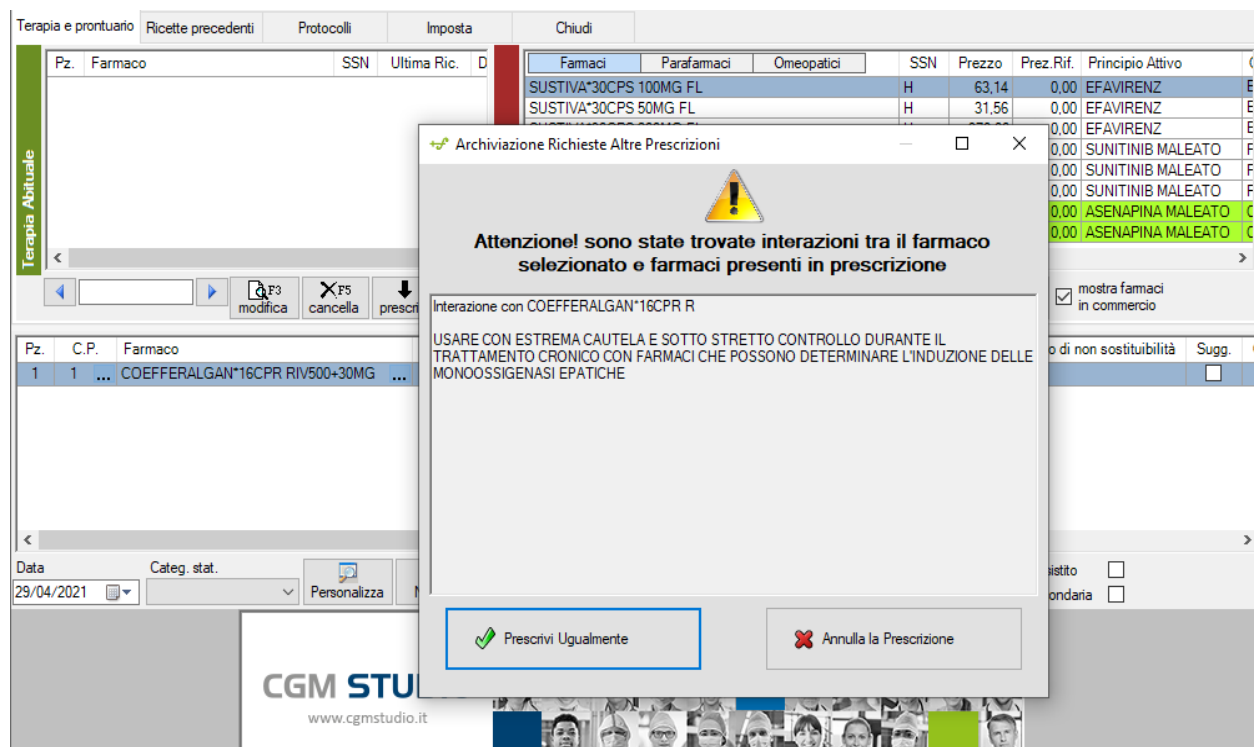 Terapia e prontuario Ricette precedenti Protocolli Imposta Chiudi
Terapia Abituale
Pz. Farmaco SSN Ultima Ric. D
Farmaci Parafarmaci Omeopatici SSN Prezzo Prez.Rif. Principio Attivo
SUSTIVA*30CPS 100MG FL H 63,14 0,00 EFAVIRENZ E
SUSTIVA*30CPS 50MG FL H 31,56 0,00 EFAVIRENZ E
0,00 EFAVIRENZ E
0,00 SUNITINIB MALEATO F
0,00 SUNITINIB MALEATO F
0,00 SUNITINIB MALEATO F
0,00 ASENAPINA MALEATO
0,00 ASENAPINA MALEATO
F3 modifica
F5 cancella
prescri
mostra farmaci
in commercio
Archiviazione Richieste Altre Prescrizioni
Attenzione! sono state trovate interazioni tra il farmaco
selezionato e farmaci presenti in prescrizione
Interazione con COEFFERALGAN*16CPR R
USARE CON ESTREMA CAUTELA E SOTTO STRETTO CONTROLLO DURANTE IL
TRATTAMENTO CRONICO CON FARMACI CHE POSSONO DETERMINARE L'INDUZIONE DELLE
MONOOSSIGENASI EPATICHE
Prescrivi Ugualmente Annulla la Prescrizione
Pz. C.P. Farmaco o di non sostituibilità Sugg.
1 1 ... COEFFERALGAN*16CPR RIV500+30MG ...
Data Categ. stat.
29/04/2021 Personalizza
sistito
ondaria
CGM STU
www.cgmstudio.it